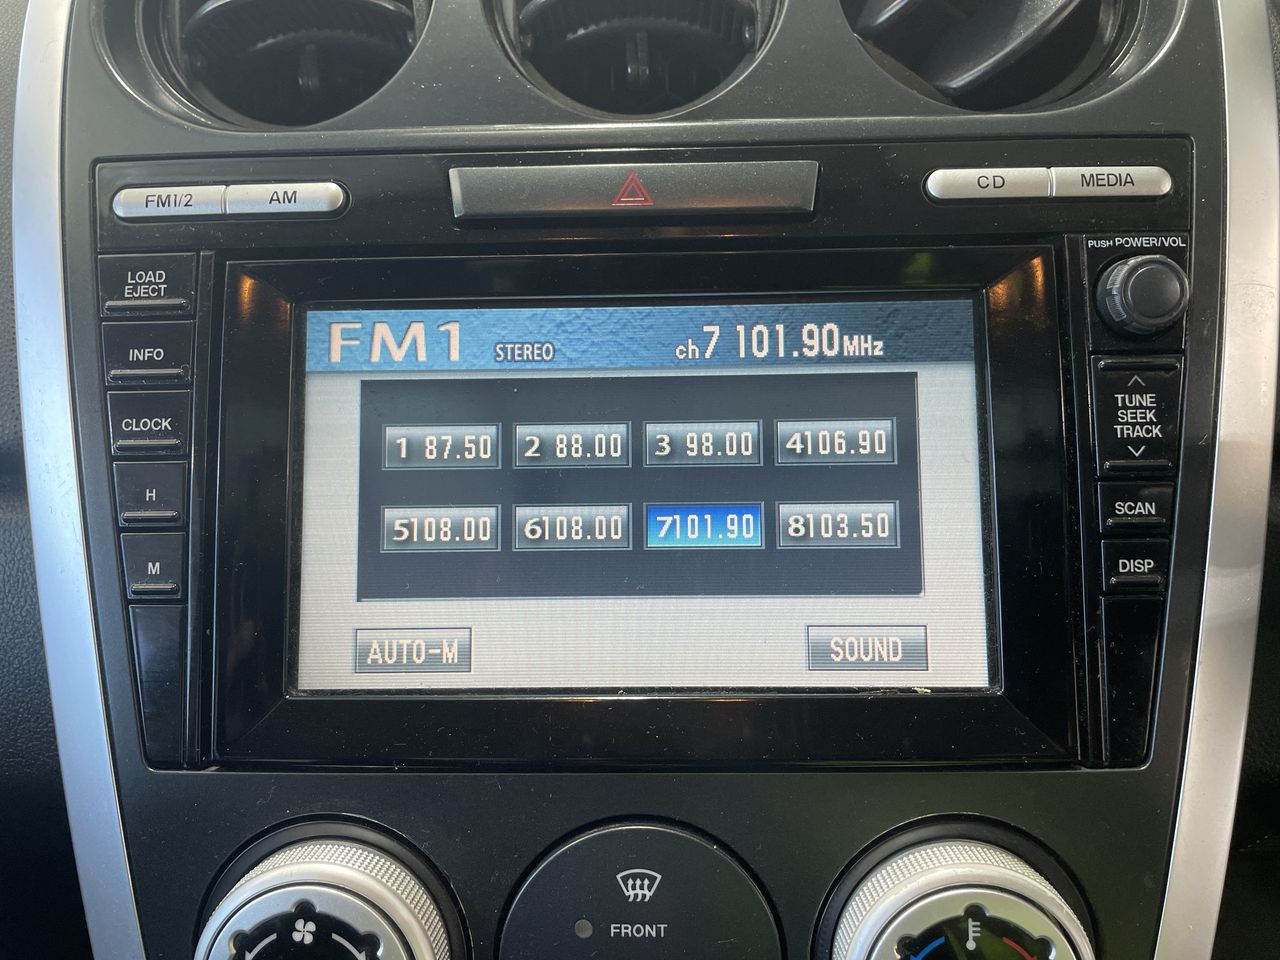 FM1/2 AM CD MEDIA
PUSH POWER/VOL
LOAD
EJECT
INFO
CLOCK
H
M
FM1 STEREO ch7 101.90MHz
1 87.50 2 88.00 3 98.00 4106.90
5108.00 6108.00 7101.90 8103.50
AUTO-M SOUND
TUNE
SEEK
TRACK
SCAN
DISP
FRONT